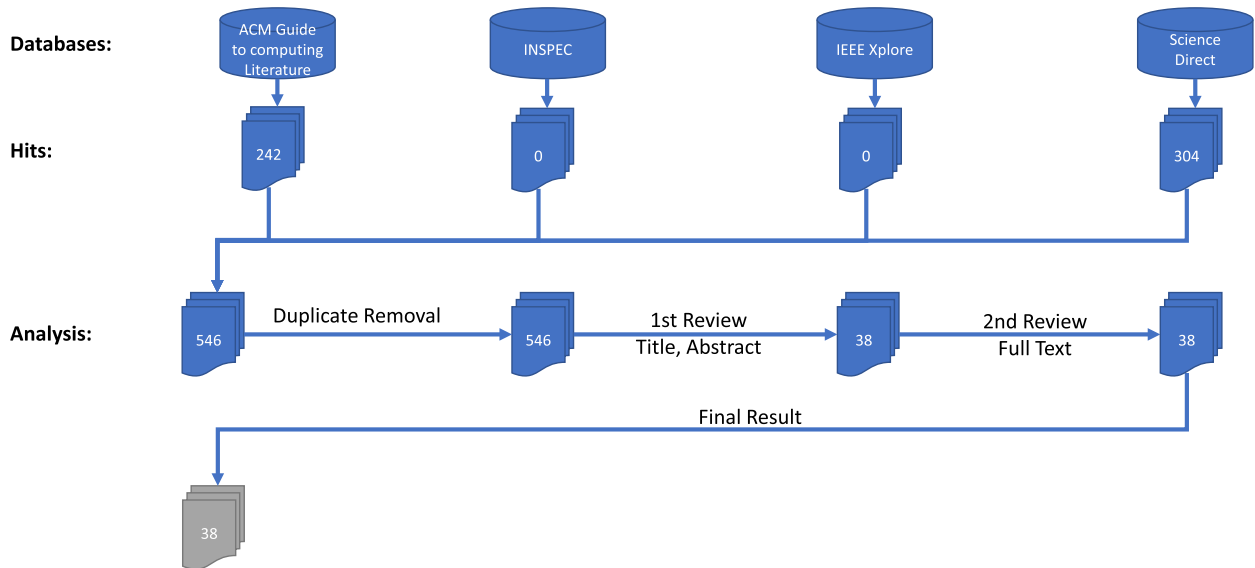 Databases:
ACM Guide
to computing
Literature
INSPEC
IEEE Xplore
Science
Direct
Hits:
242
0
0
304
Analysis:
546
Duplicate Removal
546
1st Review
Title, Abstract
38
2nd Review
Full Text
38
Final Result
38